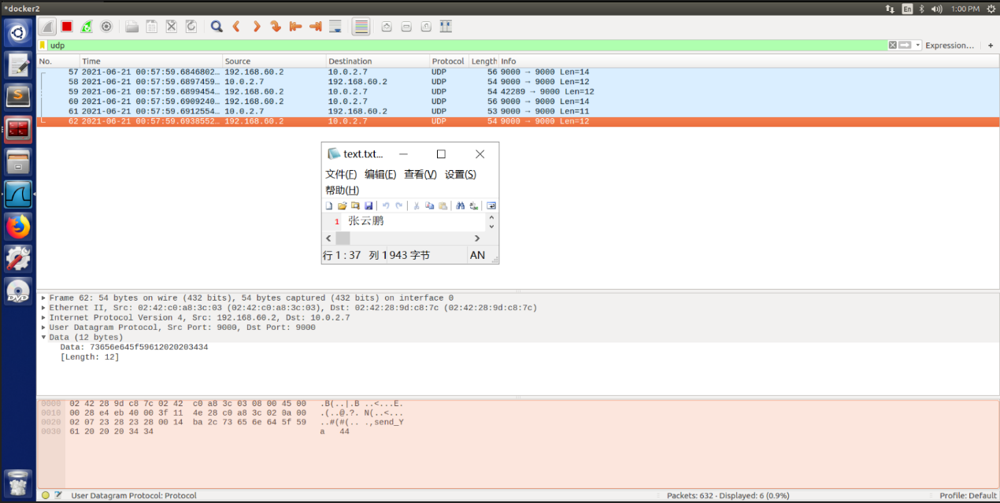 *docker2
En
1:00 PM
udp
Expression...
+
No. Time Source Destination Protocol Length Info
57 2021-06-21 00:57:59.6846802... 192.168.60.2 10.0.2.7 UDP 56 9000 → 9000 Len=14
58 2021-06-21 00:57:59.6897459... 10.0.2.7 192.168.60.2 UDP 54 9000 → 9000 Len=12
59 2021-06-21 00:57:59.6899454... 192.168.60.2 10.0.2.7 UDP 54 42289 → 9000 Len=12
60 2021-06-21 00:57:59.6909240... 192.168.60.2 10.0.2.7 UDP 56 9000 → 9000 Len=14
61 2021-06-21 00:57:59.6912554... 10.0.2.7 192.168.60.2 UDP 53 9000 → 9000 Len=11
62 2021-06-21 00:57:59.6938552... 192.168.60.2 10.0.2.7 UDP 54 9000 → 9000 Len=12
text.txt...
文件(F) 编辑(E) 查看(V) 设置(S)
帮助(H)
1 张云鹏
行 1 : 37 列 1 943 字节 AN
Frame 62: 54 bytes on wire (432 bits), 54 bytes captured (432 bits) on interface 0
Ethernet II, Src: 02:42:c0:a8:3c:03 (02:42:c0:a8:3c:03), Dst: 02:42:28:9d:c8:7c (02:42:28:9d:c8:7c)
Internet Protocol Version 4, Src: 192.168.60.2, Dst: 10.0.2.7
User Datagram Protocol, Src Port: 9000, Dst Port: 9000
Data (12 bytes)
Data: 73656e645f59612020203434
[Length: 12]
0000 02 42 28 9d c8 7c 02 42 c0 a8 3c 03 08 00 45 00 .B(..|.B ..<...E.
0010 00 28 e4 eb 40 00 3f 11 4e 28 c0 a8 3c 02 0a 00 .(..@.?. N(..<...
0020 02 07 23 28 23 28 00 14 ba 2c 73 65 6e 64 5f 59 ..#(#(.. .,send_Y
0030 61 20 20 20 34 34 a 44
User Datagram Protocol: Protocol
Packets: 632 · Displayed: 6 (0.9%)
Profile: Default